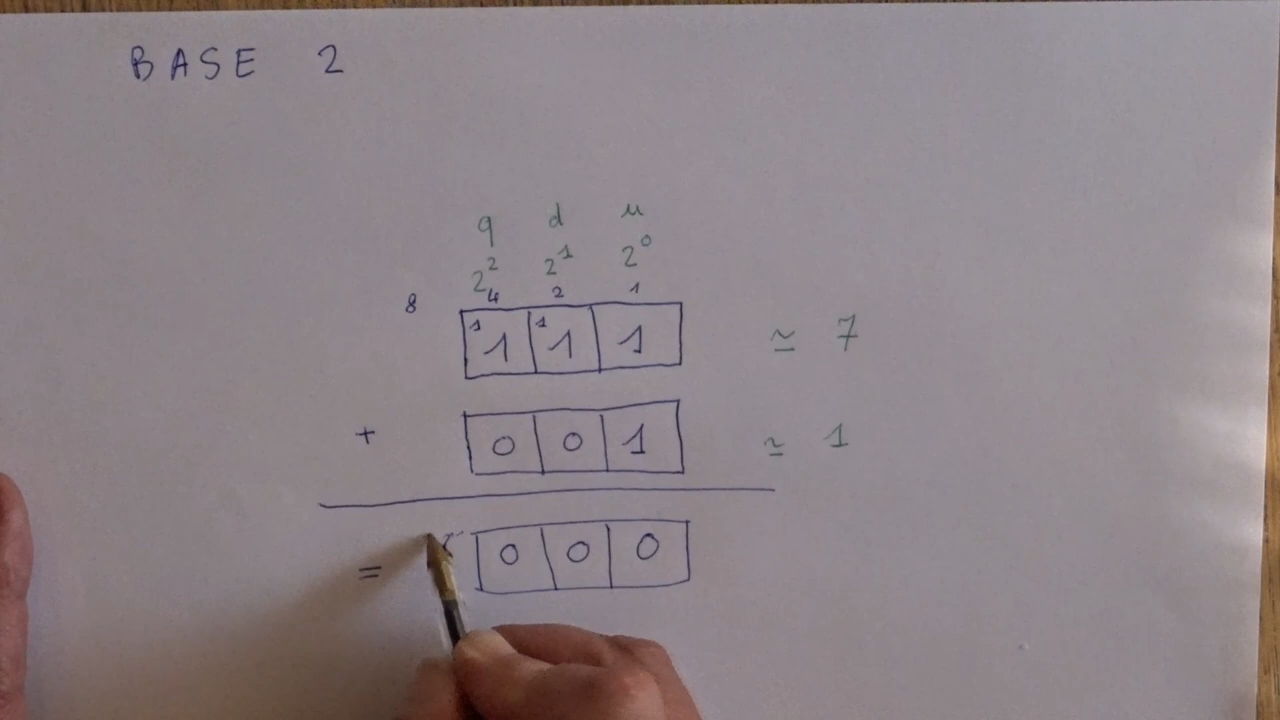 BASE 2
q d u
2² 2¹ 2⁰
8 4 2 1
1 1 1 1 1 ≃ 7
+ 0 0 1 ≃ 1
= 0 0 0